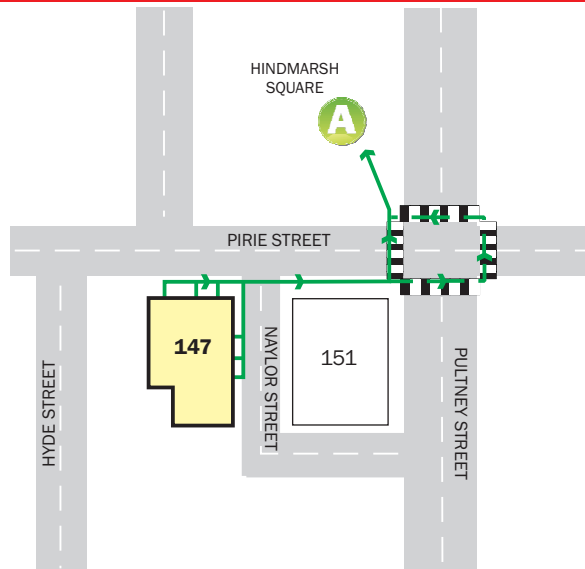 HINDMARSH
SQUARE
A
PIRIE STREET
147
151
HYDE STREET
NAYLOR STREET
PULTNEY STREET